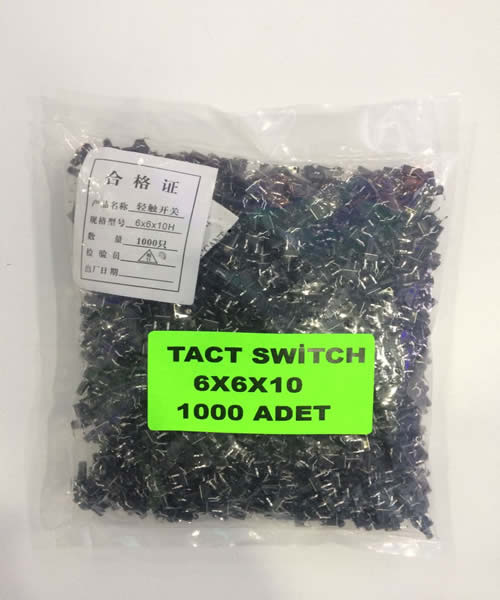 合格证
产品名称 轻触开关
规格型号 6x6x10H
数量 1000只
检验员
出厂日期
TACT SWİTCH
6X6X10
1000 ADET